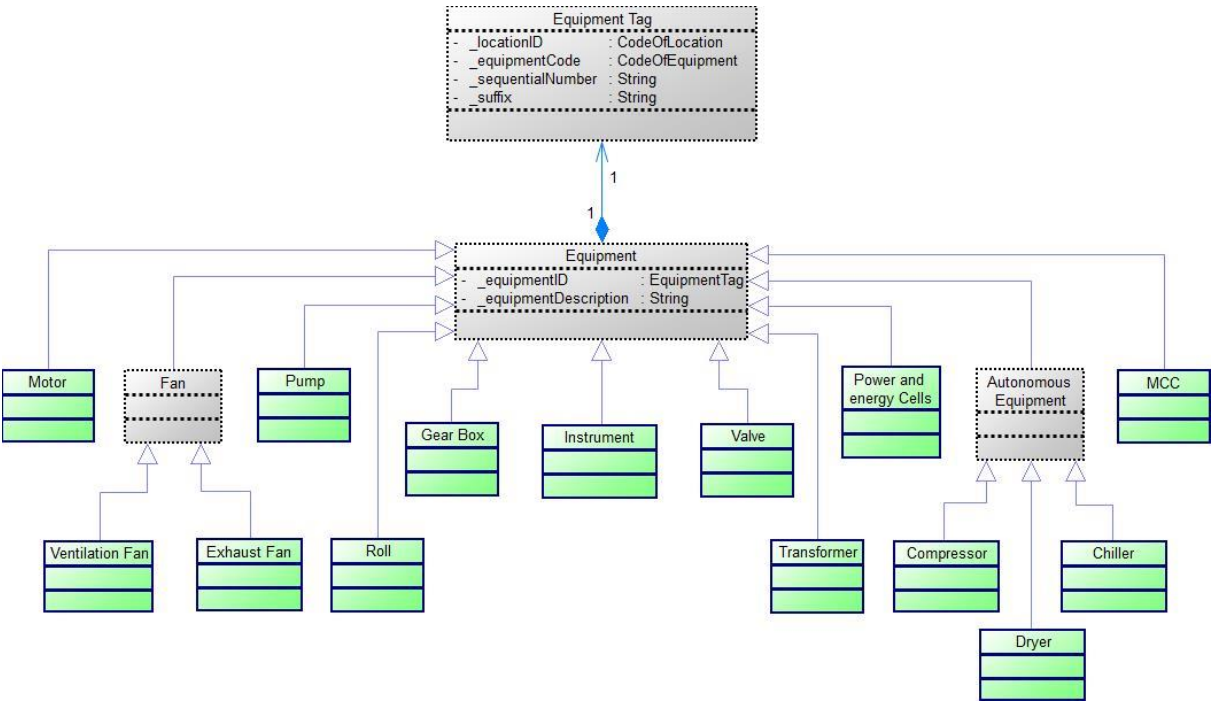 Equipment Tag
- _locationID : CodeOfLocation
- _equipmentCode : CodeOfEquipment
- _sequentialNumber : String
- _suffix : String
1
1
Equipment
- _equipmentID : EquipmentTag
- _equipmentDescription : String
Motor
Fan
Pump
Power and
energy Cells
Autonomous
Equipment
MCC
Gear Box
Instrument
Valve
Ventilation Fan
Exhaust Fan
Roll
Transformer
Compressor
Chiller
Dryer